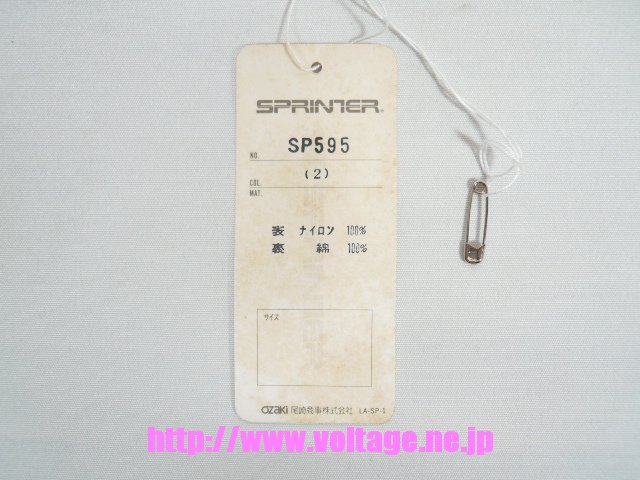 SPRINTER®
NO. SP595
COL. (2)
MAT.
表 ナイロン 100%
裏 綿 100%
サイズ
OZAKI 尾崎商事株式会社 LA-SP-1
http://www.voltage.ne.jp